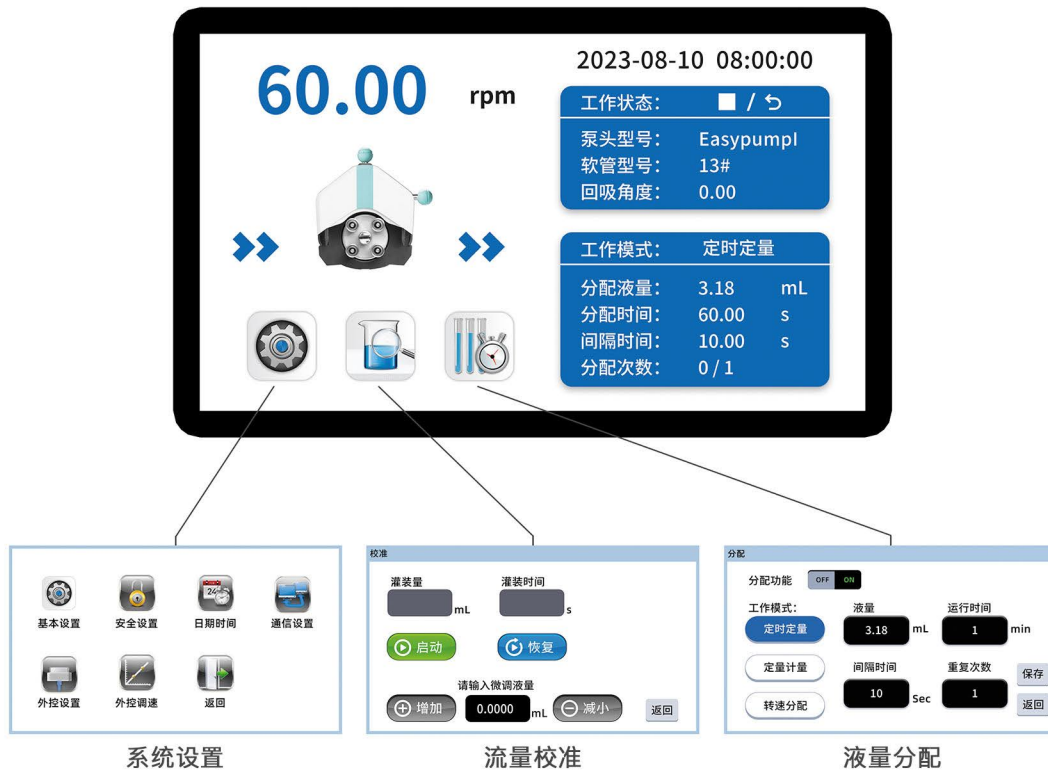 60.00 rpm
2023-08-10 08:00:00
工作状态: /
泵头型号: EasypumpI
软管型号: 13#
回吸角度: 0.00
工作模式: 定时定量
分配液量: 3.18 mL
分配时间: 60.00 s
间隔时间: 10.00 s
分配次数: 0 / 1
基本设置 安全设置 日期时间 通信设置
外控设置 外控调速 返回
系统设置
校准
灌装量 灌装时间
mL s
启动 恢复
请输入微调液量
增加 0.0000 mL 减小 返回
流量校准
分配
分配功能 OFF ON
工作模式: 液量 运行时间
定时定量 3.18 mL 1 min
定量计量 间隔时间 重复次数 保存
转速分配 10 Sec 1 返回
液量分配
24